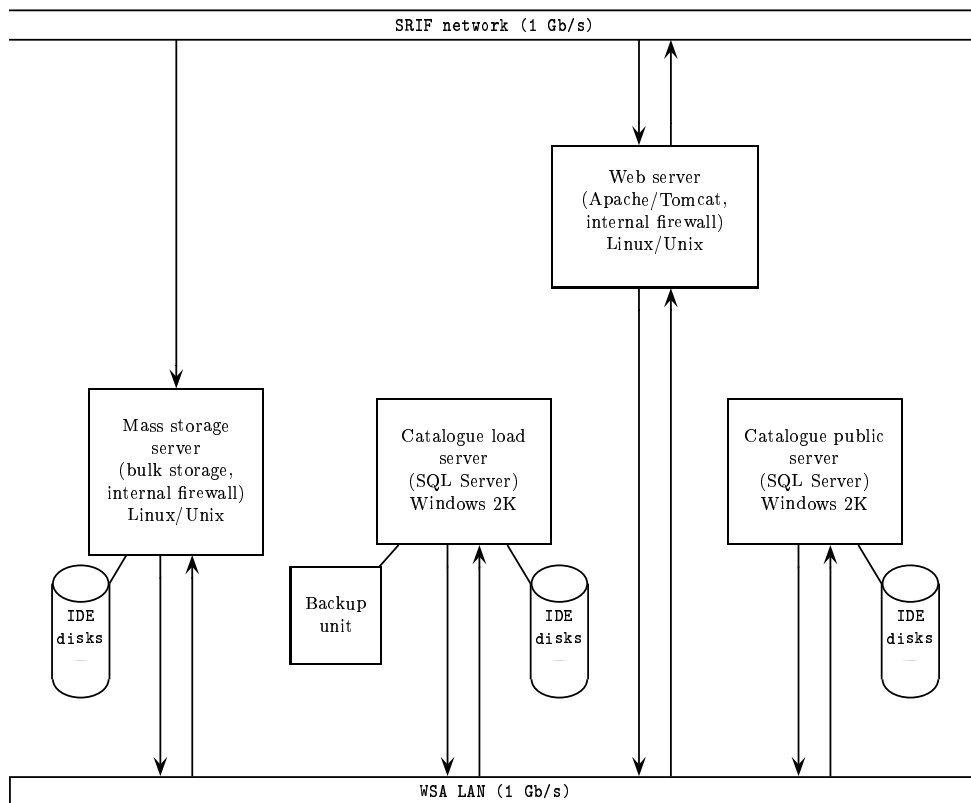 SRIF network (1 Gb/s)
Web server
(Apache/Tomcat,
internal firewall)
Linux/Unix
Mass storage
server
(bulk storage,
internal firewall)
Linux/Unix
Catalogue load
server
(SQL Server)
Windows 2K
Catalogue public
server
(SQL Server)
Windows 2K
IDE
disks
Backup
unit
IDE
disks
IDE
disks
WSA LAN (1 Gb/s)